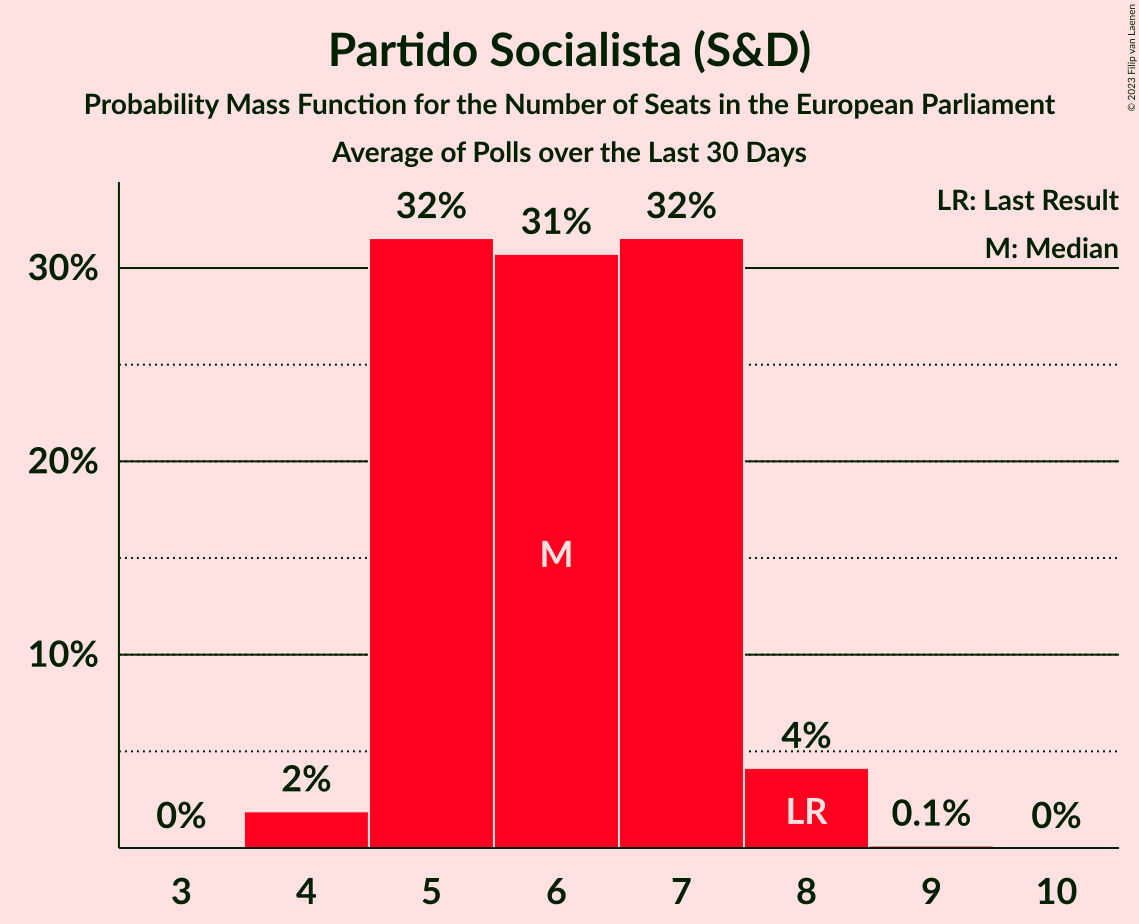 Partido Socialista (S&D)
Probability Mass Function for the Number of Seats in the European Parliament
Average of Polls over the Last 30 Days
© 2023 Filip van Laenen
LR: Last Result
M: Median
32%
31%
32%
30%
20%
M
10%
4%
2%
LR
0%
0.1%
0%
3 4 5 6 7 8 9 10